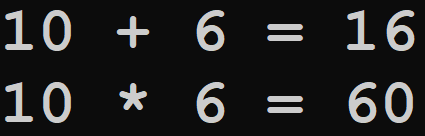 10 + 6 = 16
10 * 6 = 60